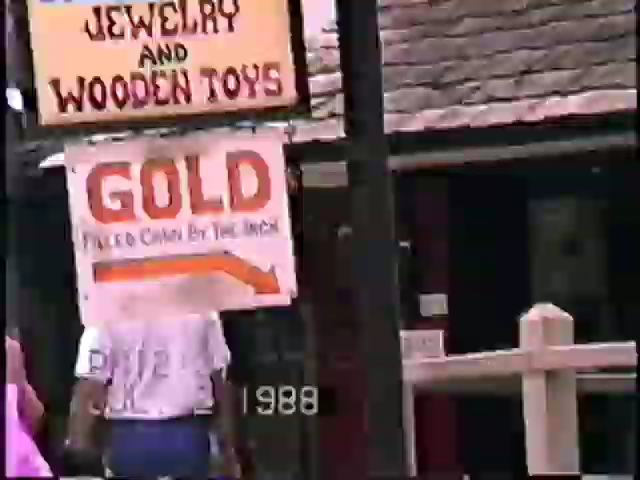 JEWELRY
AND
WOODEN TOYS
GOLD
FILLED CHAIN BY THE INCH
1988